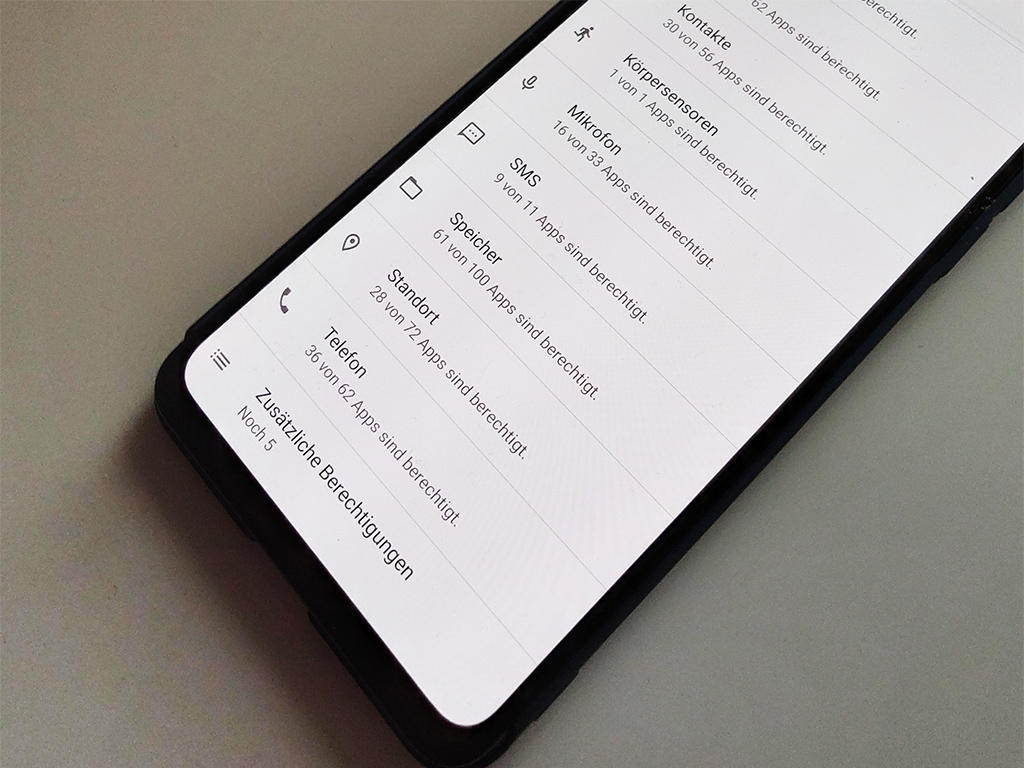 berechtigt.
62 Apps sind berechtigt.
Kontakte
30 von 56 Apps sind berechtigt.
Körpersensoren
1 von 1 Apps sind berechtigt.
Mikrofon
16 von 33 Apps sind berechtigt.
SMS
9 von 11 Apps sind berechtigt.
Speicher
61 von 100 Apps sind berechtigt.
Standort
28 von 72 Apps sind berechtigt.
Telefon
36 von 62 Apps sind berechtigt.
Zusätzliche Berechtigungen
Noch 5